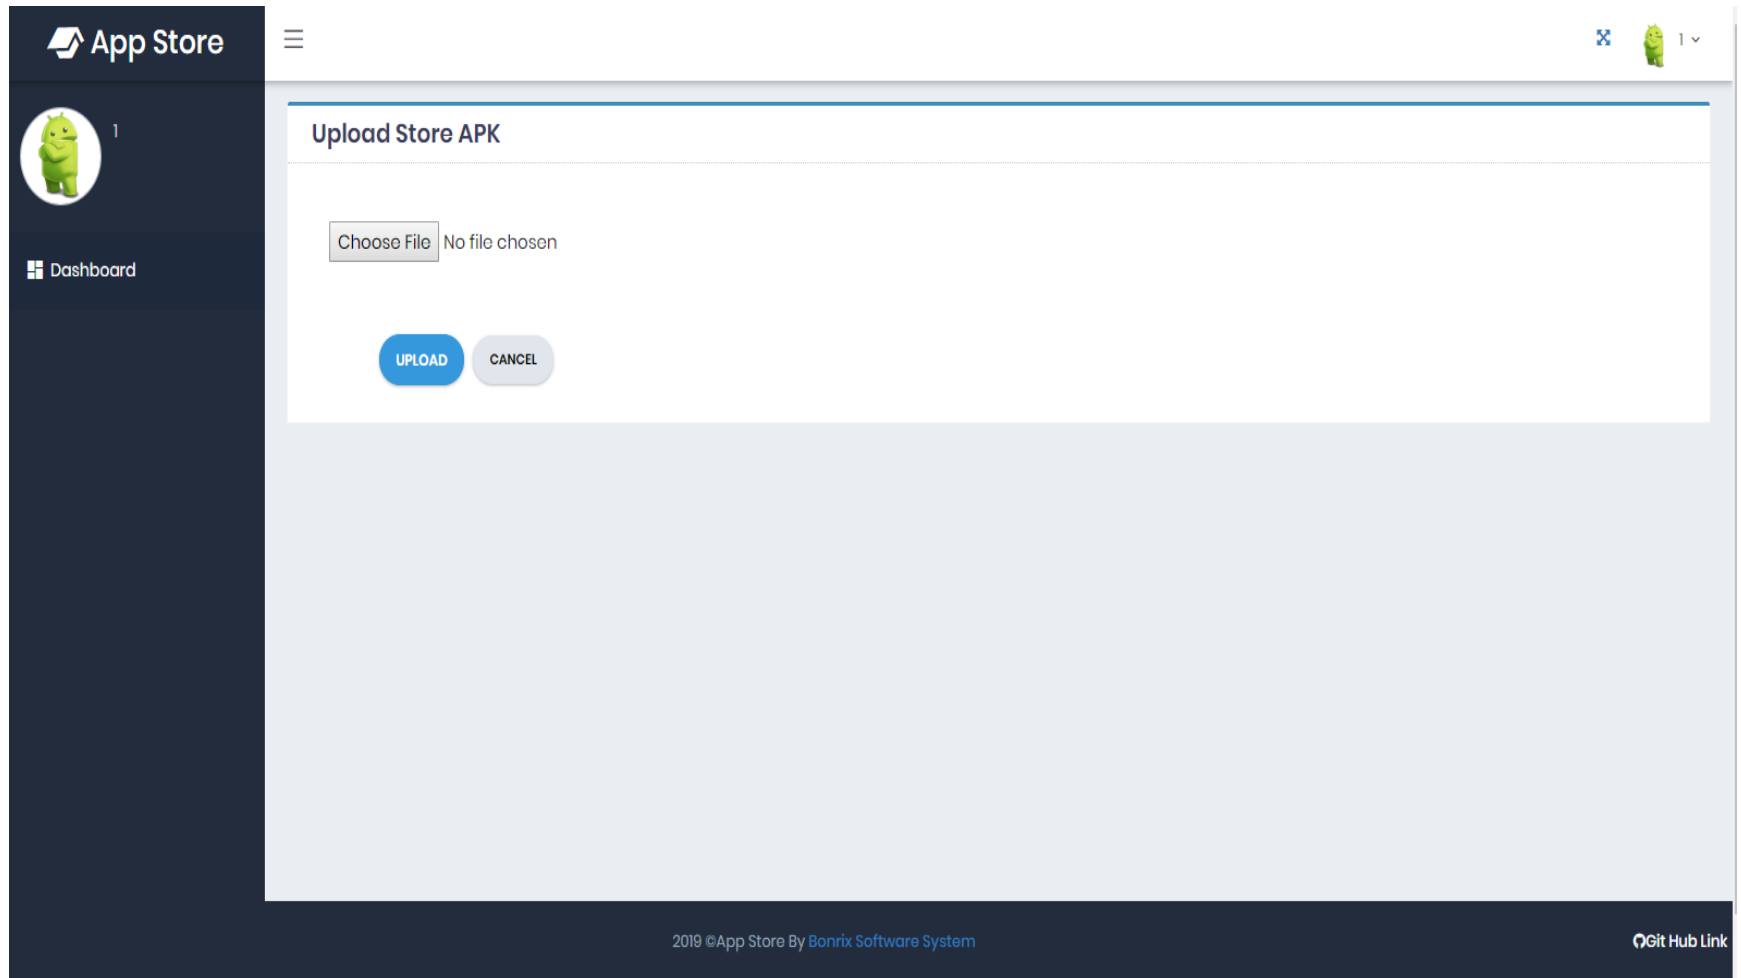 App Store
1
1
Dashboard
Upload Store APK
Choose File No file chosen
UPLOAD CANCEL
2019 ©App Store By Bonrix Software System
Git Hub Link